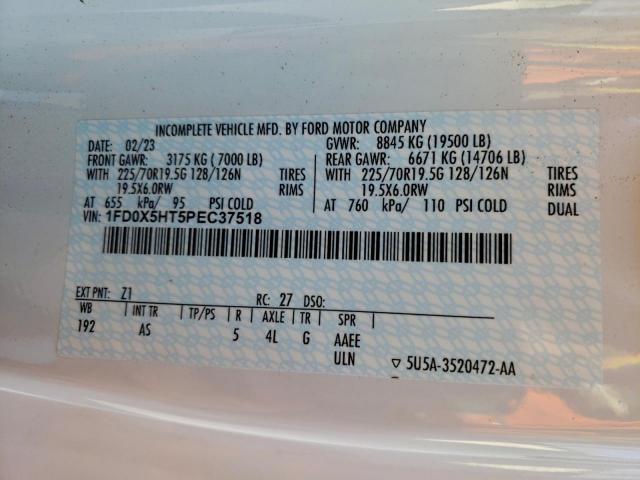 INCOMPLETE VEHICLE MFD. BY FORD MOTOR COMPANY
DATE: 02/23 GVWR: 8845 KG (19500 LB)
FRONT GAWR: 3175 KG ( 7000 LB) REAR GAWR: 6671 KG (14706 LB)
WITH 225/70R19.5G 128/126N TIRES WITH 225/70R19.5G 128/126N TIRES
19.5X6.0RW RIMS 19.5X6.0RW RIMS
AT 655 kPa/ 95 PSI COLD AT 760 kPa/ 110 PSI COLD DUAL
VIN: 1FD0X5HT5PEC37518
EXT PNT: Z1 RC: 27 DSO:
WB INT TR TP/PS R AXLE TR SPR
192 AS 5 4L G AAEE
ULN ▽ 5U5A-3520472-AA